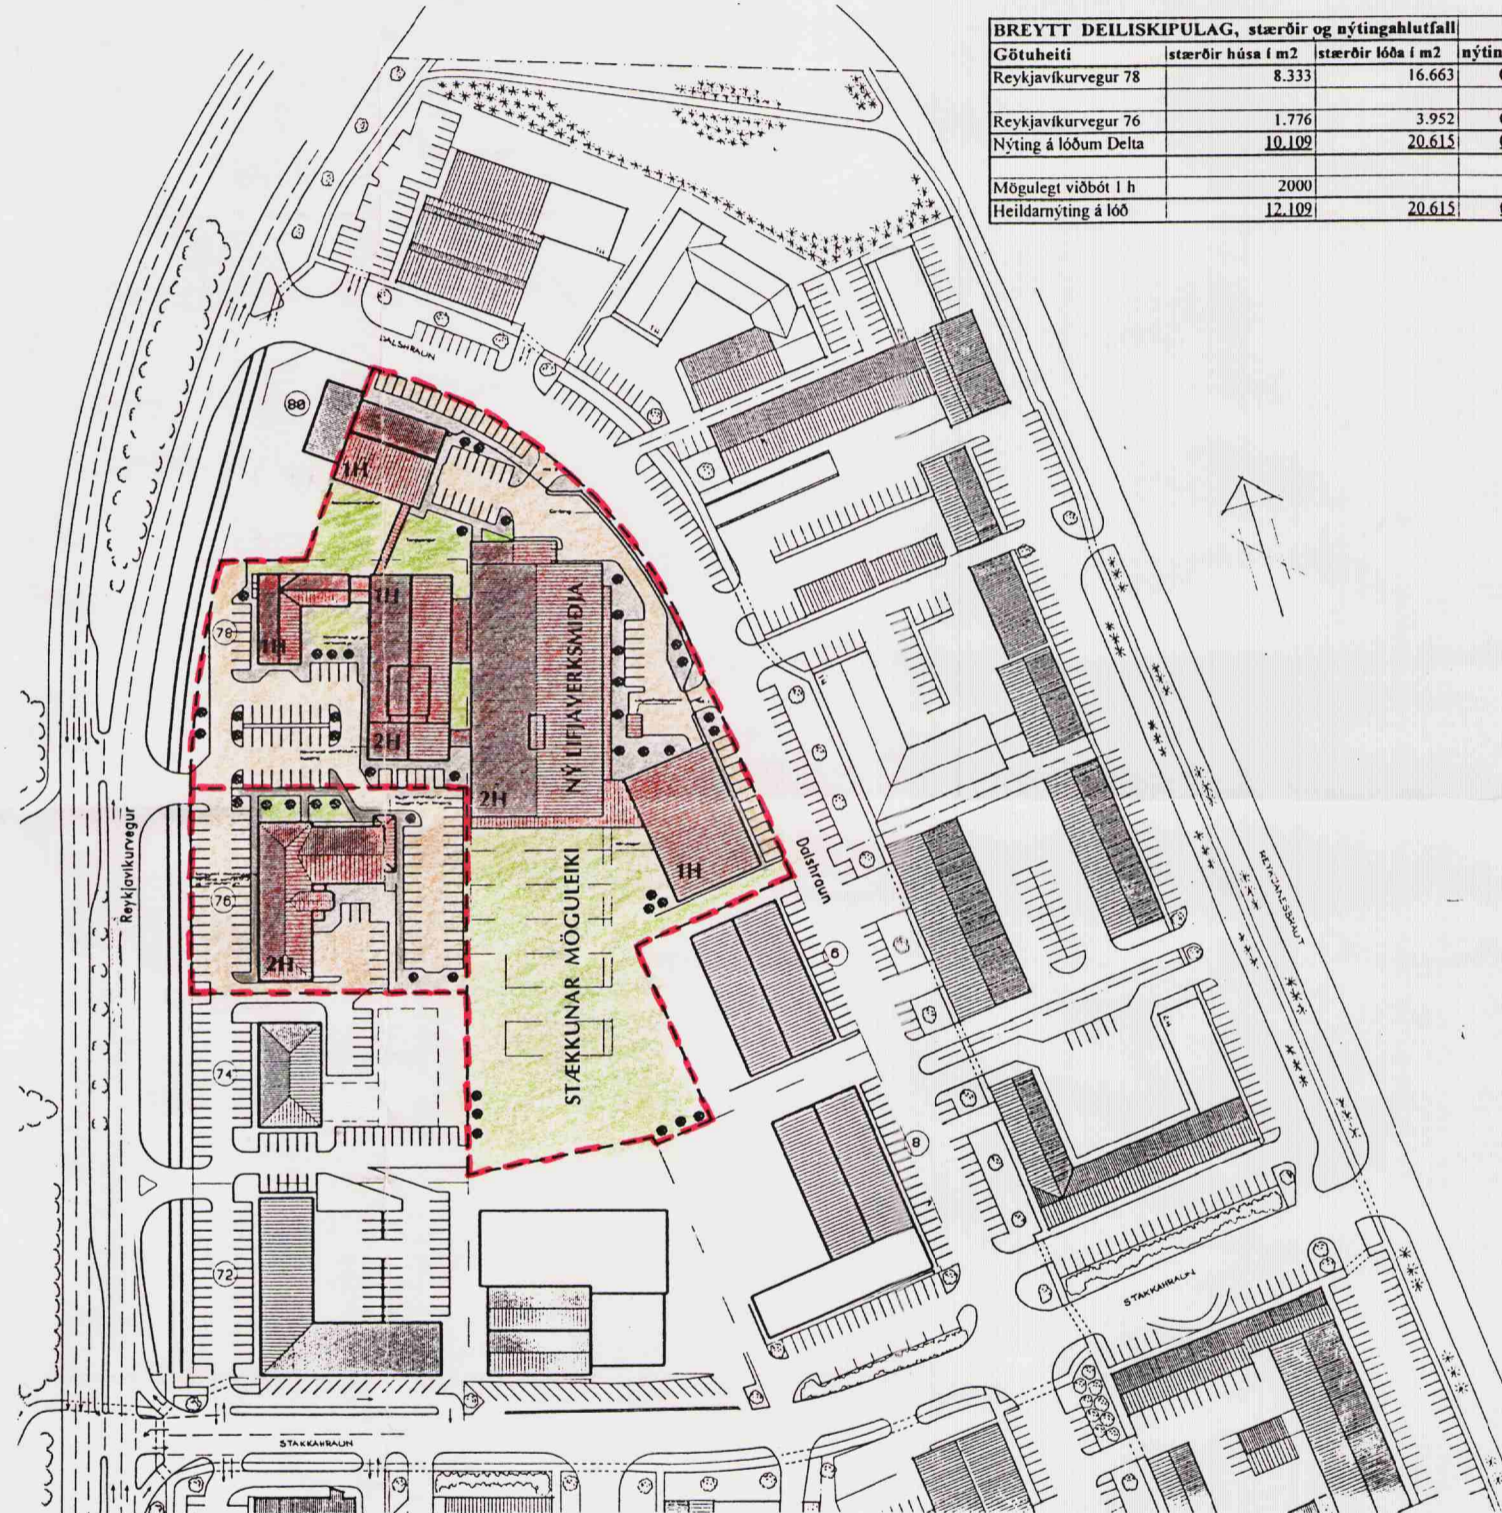 BREYTT DEILISKIPULAG, stærðir og nýtingahlutfall
Götuheiti stærðir húsa í m2 stærðir lóða í m2
Reykjavíkurvegur 78 8.333 16.663
Reykjavíkurvegur 76 1.776 3.952
Nýting á lóðum Delta 10.109 20.615
Mögulegt viðbót 1 h 2000
Heildarnýting á lóð 12.109 20.615
DALSHRAUN
80
1H
78
1H
1H
2H
NÝ LIFJAVERKSMIÐJA
2H
1H
Reykjavikurvegur
76
2H
STÆKKUNAR MÖGULEIKI
Dalshraun
6
REYKJANESBRAUT
74
8
72
STAKKAHRAUN
STAKKAHRAUN